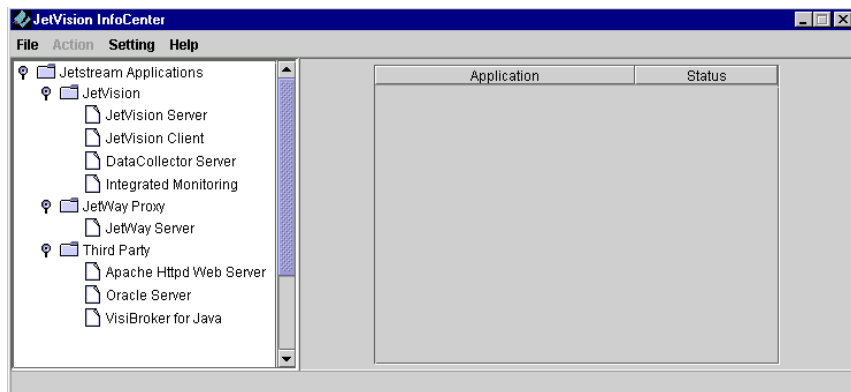 JetVision InfoCenter
File Action Setting Help
Jetstream Applications
JetVision
JetVision Server
JetVision Client
DataCollector Server
Integrated Monitoring
JetWay Proxy
JetWay Server
Third Party
Apache Httpd Web Server
Oracle Server
VisiBroker for Java
Application Status